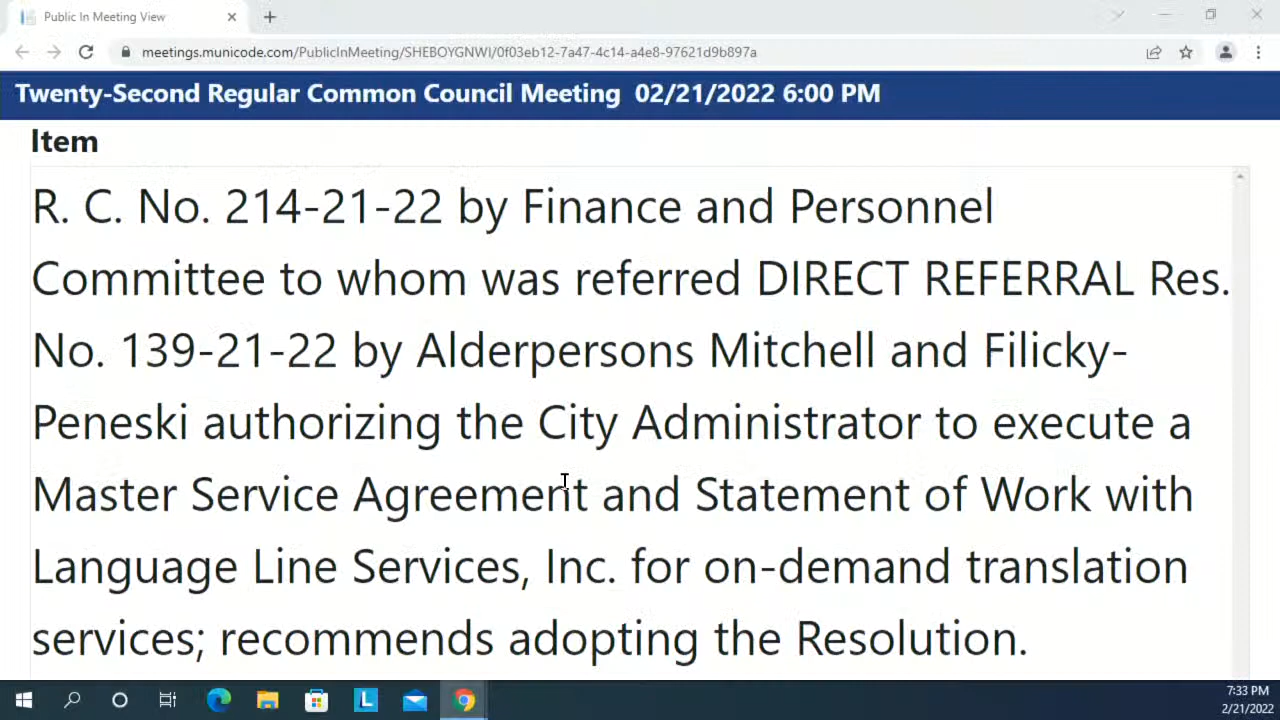 Public In Meeting View
meetings.municode.com/PublicInMeeting/SHEBOYGNWI/0f03eb12-7a47-4c14-a4e8-97621d9b897a
Twenty-Second Regular Common Council Meeting 02/21/2022 6:00 PM
Item
R. C. No. 214-21-22 by Finance and Personnel
Committee to whom was referred DIRECT REFERRAL Res.
No. 139-21-22 by Alderpersons Mitchell and Filicky-
Peneski authorizing the City Administrator to execute a
Master Service Agreement and Statement of Work with
Language Line Services, Inc. for on-demand translation
services; recommends adopting the Resolution.
L
7:33 PM
2/21/2022